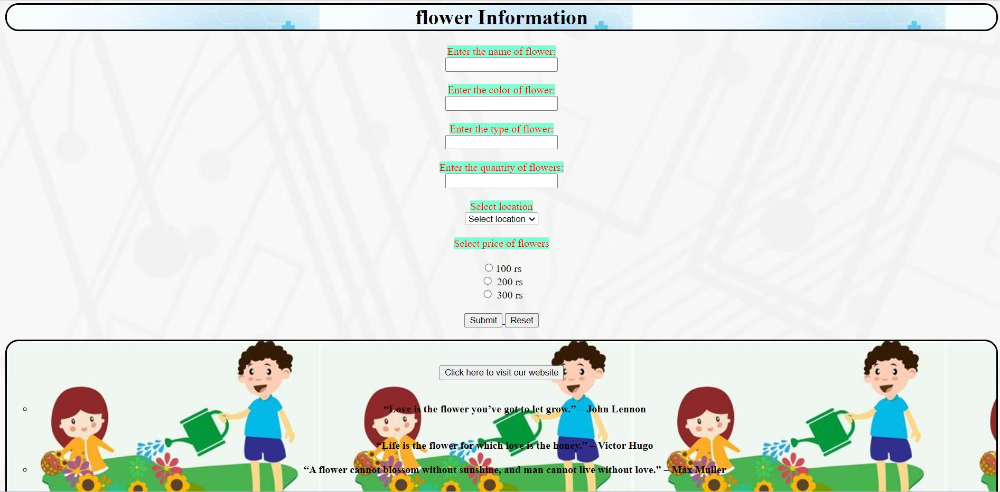 flower Information
Enter the name of flower:
Enter the color of flower:
Enter the type of flower:
Enter the quantity of flowers:
Select location
Select location
Select price of flowers
100 rs
200 rs
300 rs
Submit Reset
Click here to visit our website
“Love is the flower you’ve got to let grow.” – John Lennon
“Life is the flower for which love is the honey.” – Victor Hugo
“A flower cannot blossom without sunshine, and man cannot live without love.” – Max Muller